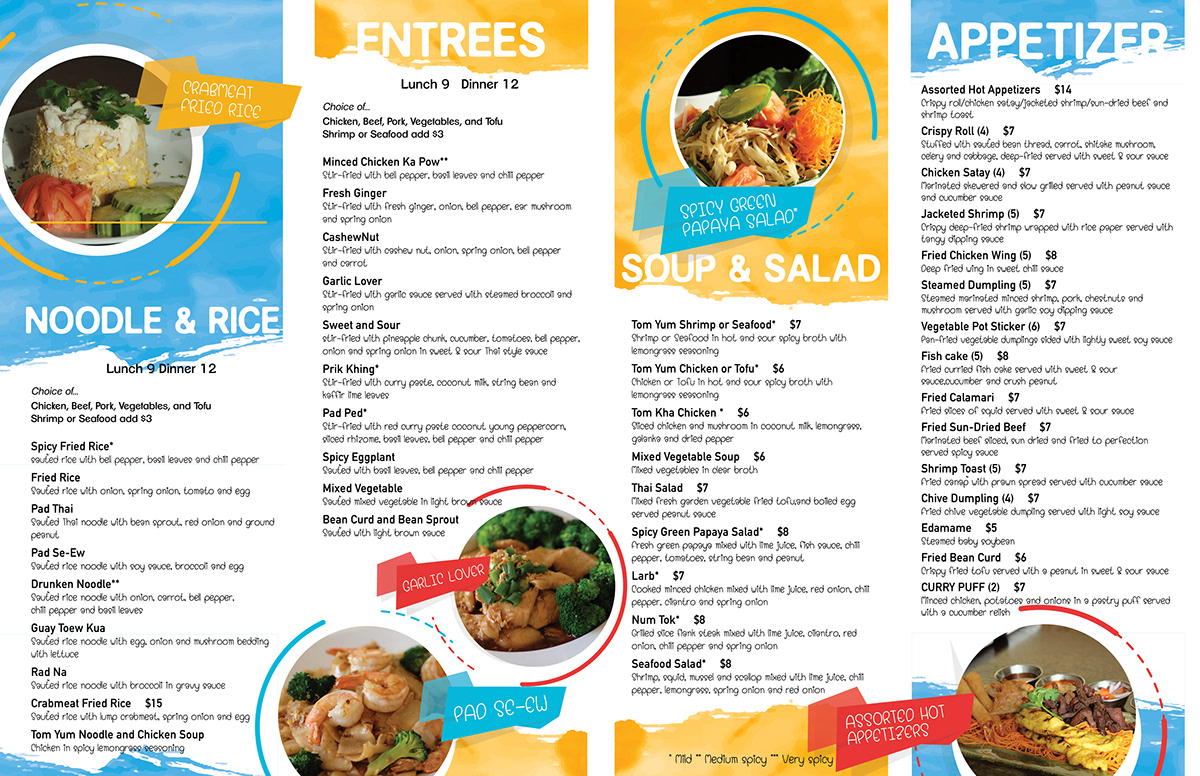 CRABMEAT
FRIED RICE
NOODLE & RICE
Lunch 9 Dinner 12
Choice of...
Chicken, Beef, Pork, Vegetables, and Tofu
Shrimp or Seafood add $3
Spicy Fried Rice*
sauted rice with bell pepper, basil leaves and chili pepper
Fried Rice
Sauted rice with onion, spring onion, tomato and egg
Pad Thai
Sauted Thai noodle with bean sprout, red onion and ground
peanut
Pad Se-Ew
Sauted rice noodle with soy sauce, broccoli and egg
Drunken Noodle**
Sauted rice noodle with onion, carrot, bell pepper,
chili pepper and basil leaves
Guay Toew Kua
Sauted rice noodle with egg, onion and mushroom bedding
with lettuce
Rad Na
Sauted rice noodle with broccoli in gravy sauce
Crabmeat Fried Rice $15
Sauted rice with lump crabmeat, spring onion and egg
Tom Yum Noodle and Chicken Soup
Chicken in spicy lemongrass seasoning
ENTREES
Lunch 9 Dinner 12
Choice of...
Chicken, Beef, Pork, Vegetables, and Tofu
Shrimp or Seafood add $3
Minced Chicken Ka Pow**
Stir-fried with bell pepper, basil leaves and chili pepper
Fresh Ginger
Stir-fried with fresh ginger, onion, bell pepper, ear mushroom
and spring onion
CashewNut
Stir-fried with cashew nut, onion, spring onion, bell pepper
and carrot
Garlic Lover
Stir-fried with garlic sauce served with steamed broccoli and
spring onion
Sweet and Sour
stir-fried with pineapple chunk, cucumber, tomatoes, bell pepper,
onion and spring onion in sweet & sour Thai style sauce
Prik Khing*
Stir-fried with curry paste, coconut milk, string bean and
kaffir lime leaves
Pad Ped*
Stir-fried with red curry paste coconut young peppercorn,
sliced rhizome, basil leaves, bell pepper and chili pepper
Spicy Eggplant
Sauted with basil leaves, bell pepper and chili pepper
Mixed Vegetable
Sauted mixed vegetable in light brown sauce
Bean Curd and Bean Sprout
Sauted with light brown sauce
GARLIC LOVER
PAD SE-EW
SPICY GREEN
PAPAYA SALAD*
SOUP & SALAD
Tom Yum Shrimp or Seafood* $7
Shrimp or Seafood in hot and sour spicy broth with
lemongrass seasoning
Tom Yum Chicken or Tofu* $6
Chicken or Tofu in hot and sour spicy broth with
lemongrass seasoning
Tom Kha Chicken * $6
Sliced chicken and mushroom in coconut milk, lemongrass,
galanka and dried pepper
Mixed Vegetable Soup $6
Mixed vegetables in clear broth
Thai Salad $7
Mixed fresh garden vegetable fried tofu,and boiled egg
served peanut sauce
Spicy Green Papaya Salad* $8
Fresh green papaya mixed with lime juice, fish sauce, chili
pepper, tomatoes, string bean and peanut
Larb* $7
Cooked minced chicken mixed with lime juice, red onion, chili
pepper, cilantro and spring onion
Num Tok* $8
Grilled slice flank steak mixed with lime juice, cilantro, red
onion, chili pepper and spring onion
Seafood Salad* $8
Shrimp, squid, mussel and scallop mixed with lime juice, chili
pepper, lemongrass, spring onion and red onion
* Mild ** Medium spicy *** Very spicy
APPETIZER
Assorted Hot Appetizers $14
Crispy roll/chicken satay/jacketed shrimp/sun-dried beef and
shrimp toast
Crispy Roll (4) $7
Stuffed with sauted bean thread, carrot, shitake mushroom,
celery and cabbage, deep-fried served with sweet & sour sauce
Chicken Satay (4) $7
Marinated skewered and slow grilled served with peanut sauce
and cucumber sauce
Jacketed Shrimp (5) $7
Crispy deep-fried shrimp wrapped with rice paper served with
tangy dipping sauce
Fried Chicken Wing (5) $8
Deep fried wing in sweet chili sauce
Steamed Dumpling (5) $7
Steamed marinated minced shrimp, pork, chestnuts and
mushroom served with garlic soy dipping sauce
Vegetable Pot Sticker (6) $7
Pan-fried vegetable dumplings sided with lightly sweet soy sauce
Fish cake (5) $8
Fried curried fish cake served with sweet & sour
sauce,cucumber and crush peanut
Fried Calamari $7
Fried slices of squid served with sweet & sour sauce
Fried Sun-Dried Beef $7
Marinated beef sliced, sun dried and fried to perfection
served spicy sauce
Shrimp Toast (5) $7
Fried canap with prawn spread served with cucumber sauce
Chive Dumpling (4) $7
Fried chive vegetable dumpling served with light soy sauce
Edamame $5
Steamed baby soybean
Fried Bean Curd $6
Crispy fried tofu served with a peanut in sweet & sour sauce
CURRY PUFF (2) $7
Minced chicken, potatoes and onions in a pastry puff served
with a cucumber relish
ASSORTED HOT
APPETIZERS